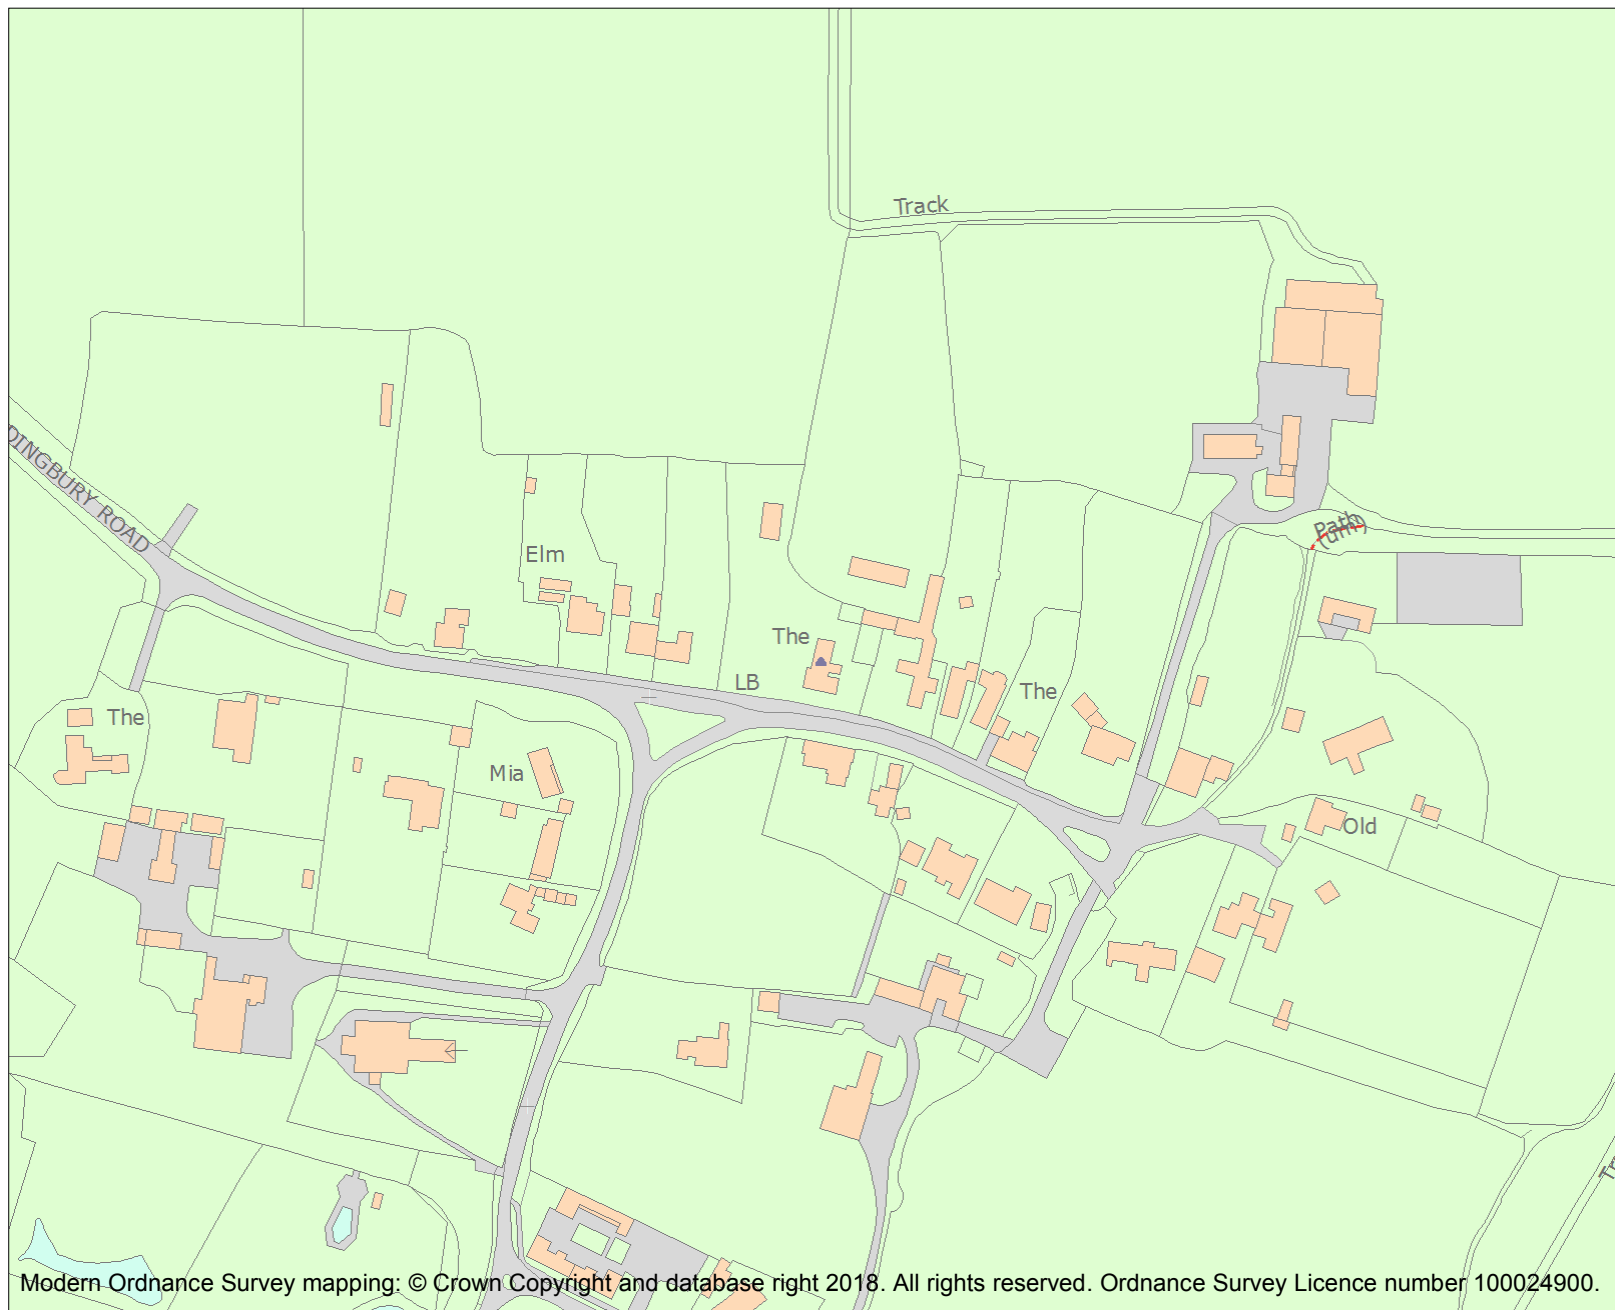 Track
DINGBURY ROAD
Path
(um)
Elm
The
LB
The
The
Mia
Old
Modern Ordnance Survey mapping: © Crown Copyright and database right 2018. All rights reserved. Ordnance Survey Licence number 100024900.